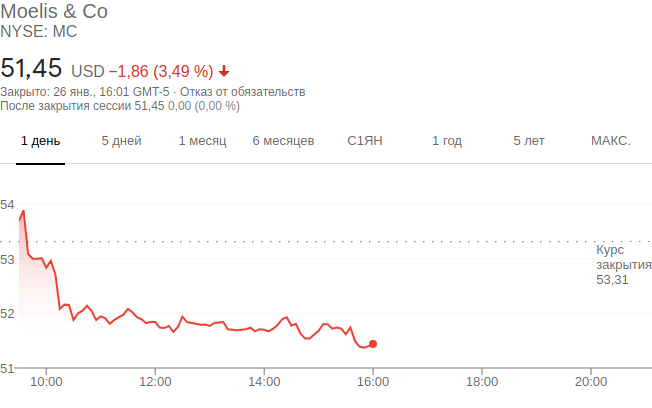 Moelis & Co
NYSE: MC
51,45 USD −1,86 (3,49 %)
Закрыто: 26 янв., 16:01 GMT-5 · Отказ от обязательств
После закрытия сессии 51,45 0,00 (0,00 %)
1 день 5 дней 1 месяц 6 месяцев С1ЯН 1 год 5 лет МАКС.
54
53
52
51
Курс
закрытия
53,31
10:00 12:00 14:00 16:00 18:00 20:00